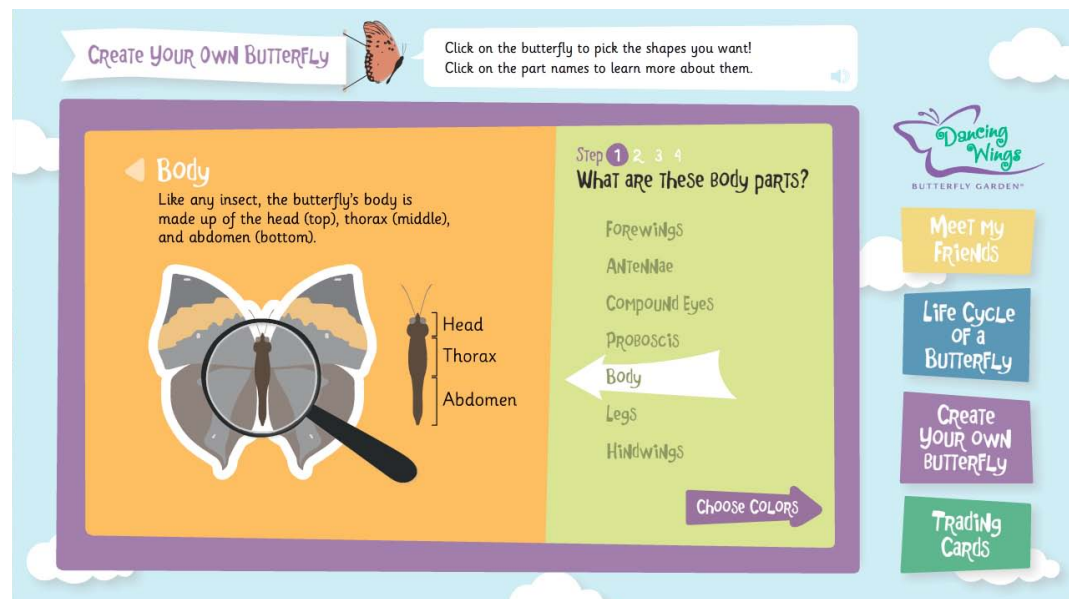 Create Your Own Butterfly
Click on the butterfly to pick the shapes you want!
Click on the part names to learn more about them.
Body
Like any insect, the butterfly's body is
made up of the head (top), thorax (middle),
and abdomen (bottom).
Head
Thorax
Abdomen
Step 1 2 3 4
What are these body parts?
Forewings
Antennae
Compound Eyes
Proboscis
Body
Legs
Hindwings
Choose Colors
Dancing
Wings
BUTTERFLY GARDEN℠
Meet My
Friends
Life Cycle
of a
Butterfly
Create
Your Own
Butterfly
Trading
Cards